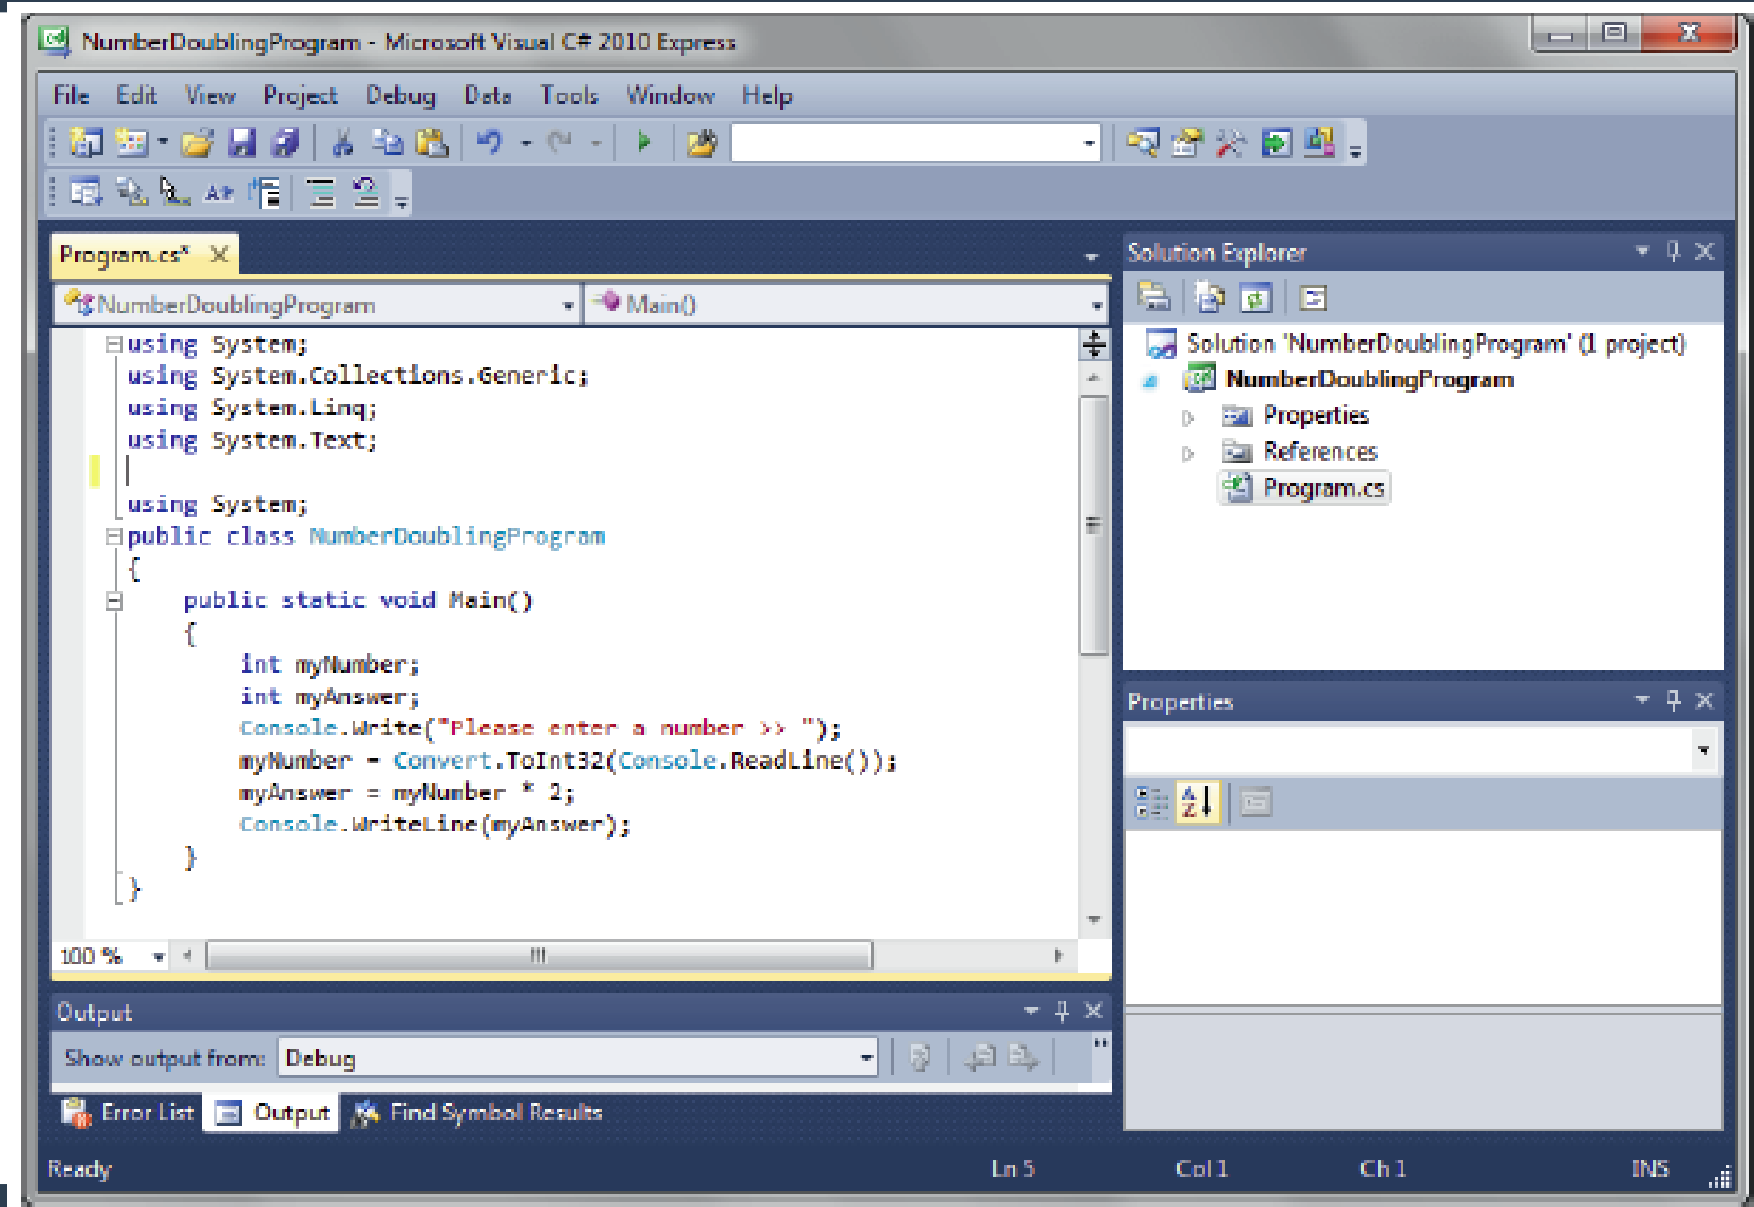 NumberDoublingProgram - Microsoft Visual C# 2010 Express
File Edit View Project Debug Data Tools Window Help
Program.cs*
NumberDoublingProgram
Main()
using System;
using System.Collections.Generic;
using System.Linq;
using System.Text;
using System;
public class NumberDoublingProgram
{
public static void Main()
{
int myNumber;
int myAnswer;
Console.Write("Please enter a number >> ");
myNumber = Convert.ToInt32(Console.ReadLine());
myAnswer = myNumber * 2;
Console.WriteLine(myAnswer);
}
}
100 %
Solution Explorer
Solution 'NumberDoublingProgram' (1 project)
NumberDoublingProgram
Properties
References
Program.cs
Properties
Output
Show output from: Debug
Error List Output Find Symbol Results
Ready Ln 5 Col 1 Ch 1 INS